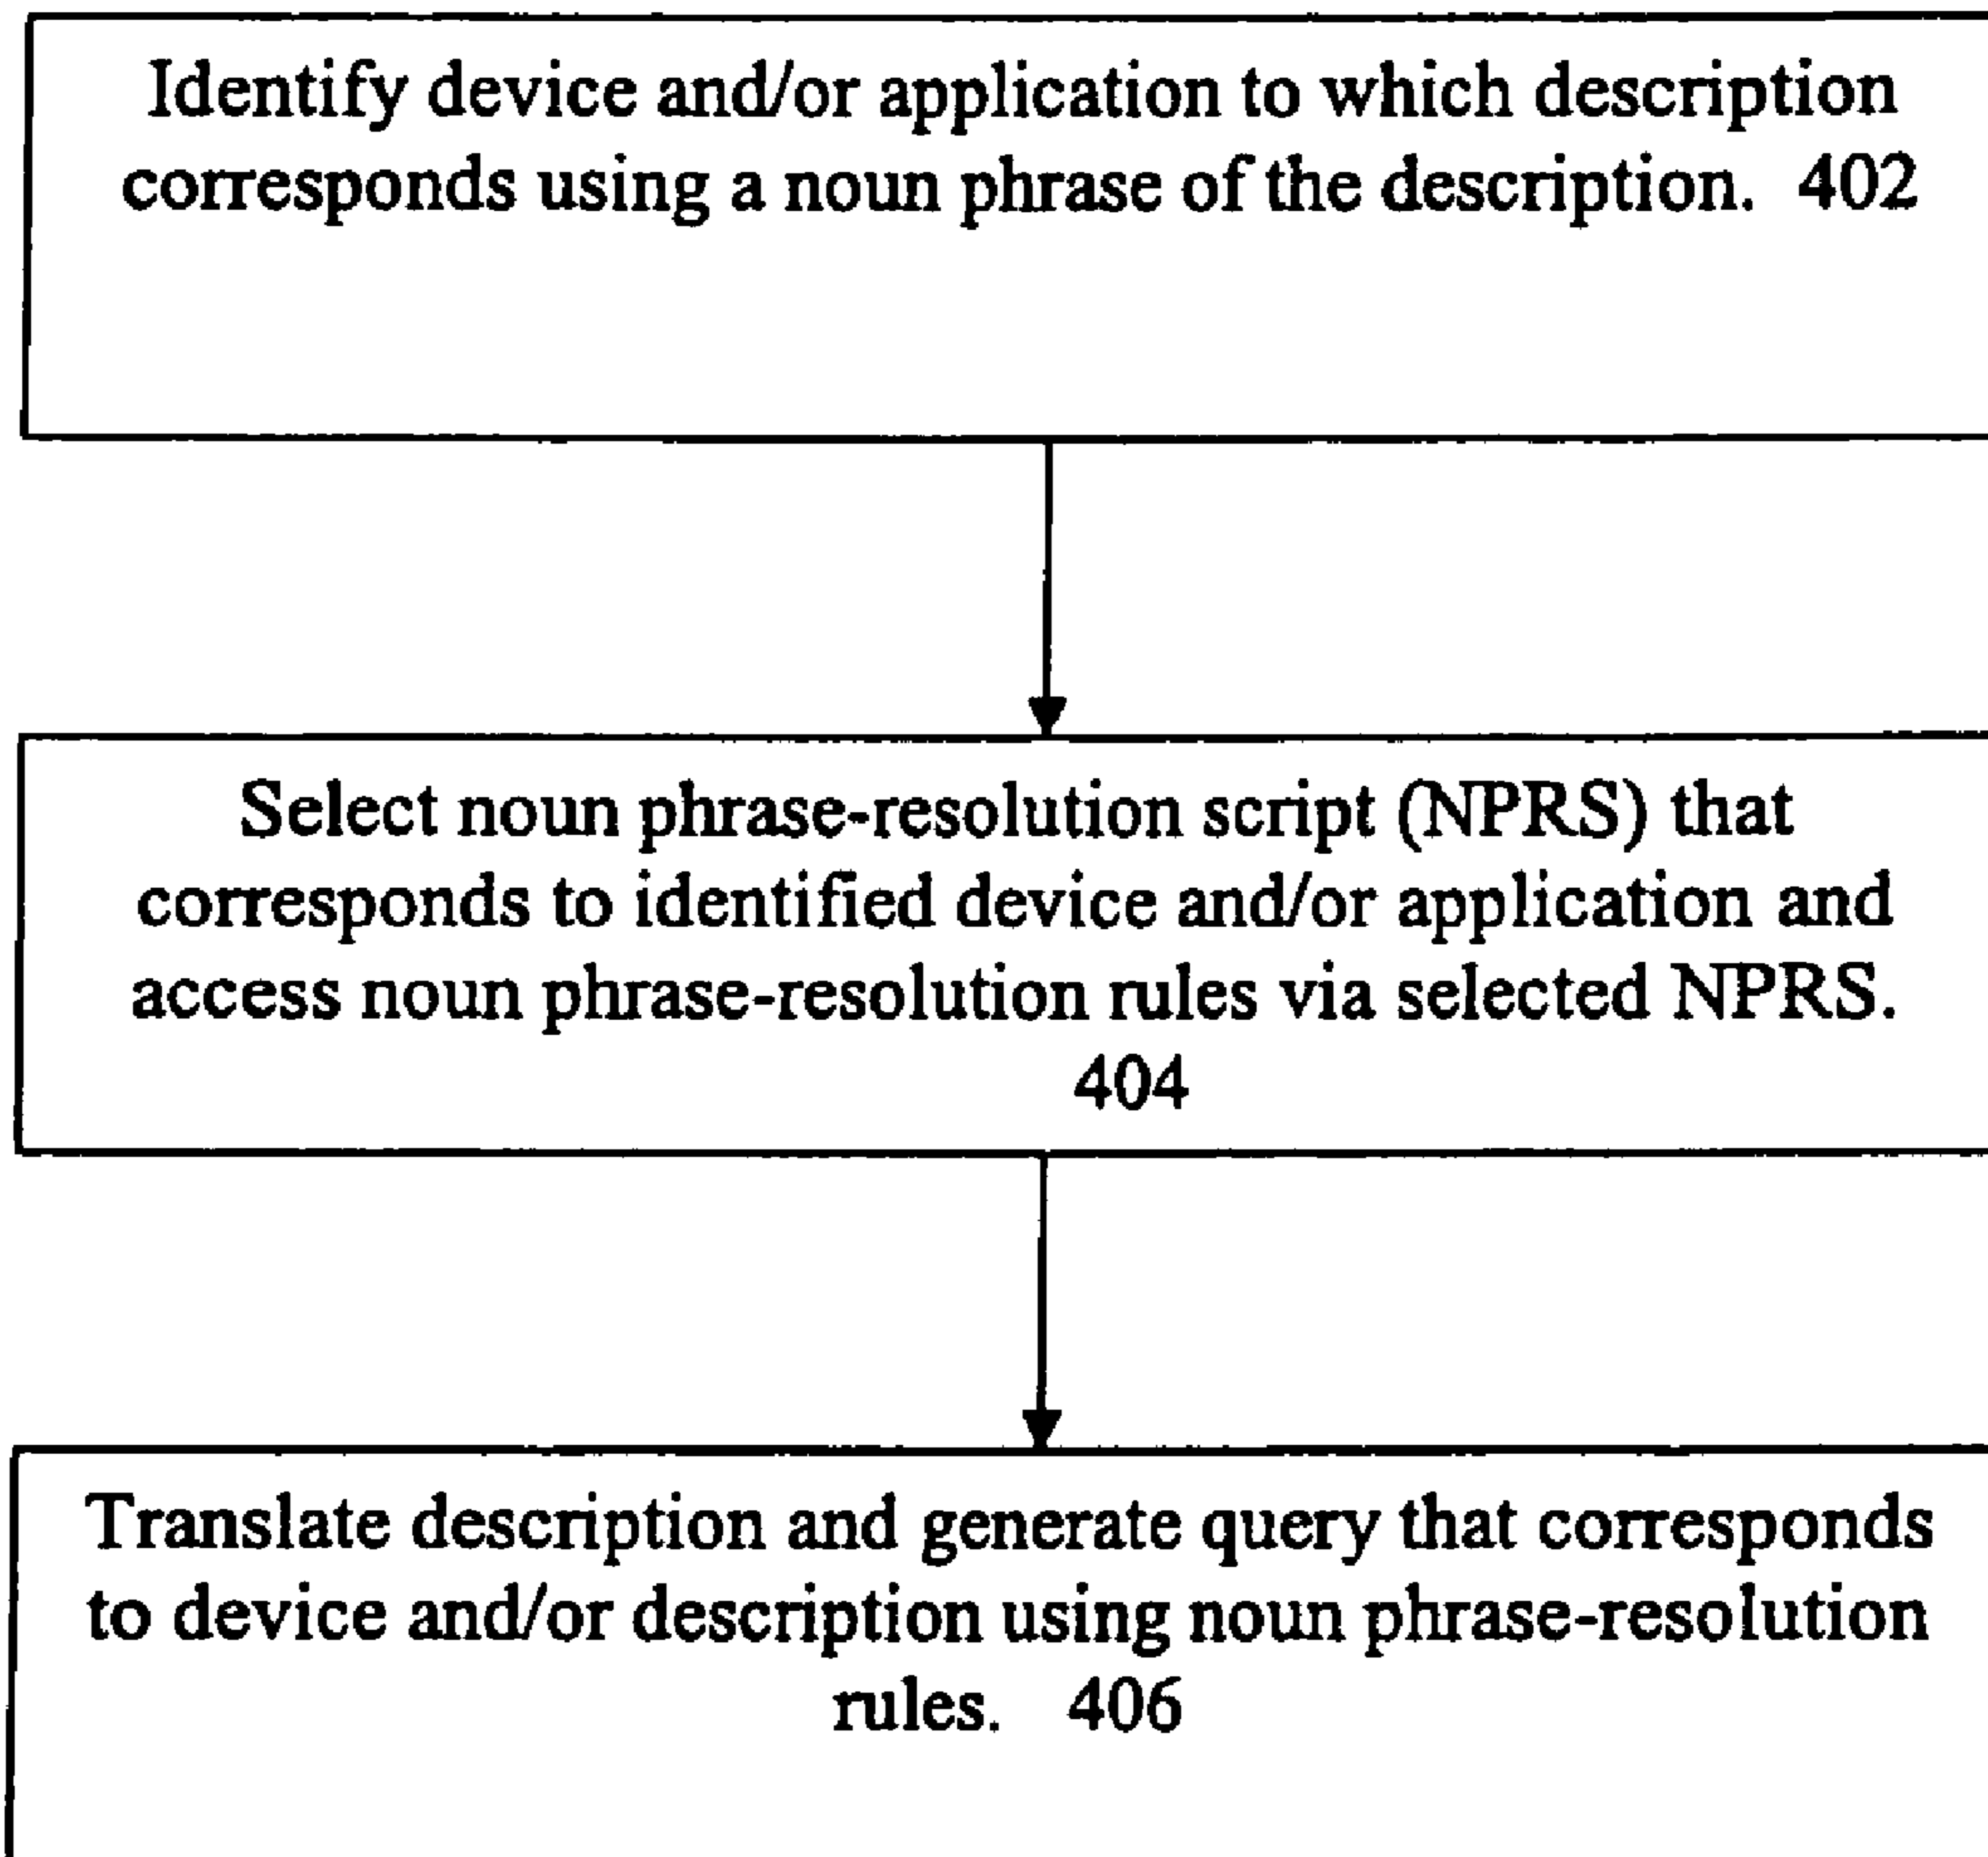 Identify device and/or application to which description
corresponds using a noun phrase of the description. 402
Select noun phrase-resolution script (NPRS) that
corresponds to identified device and/or application and
access noun phrase-resolution rules via selected NPRS.
404
Translate description and generate query that corresponds
to device and/or description using noun phrase-resolution
rules. 406